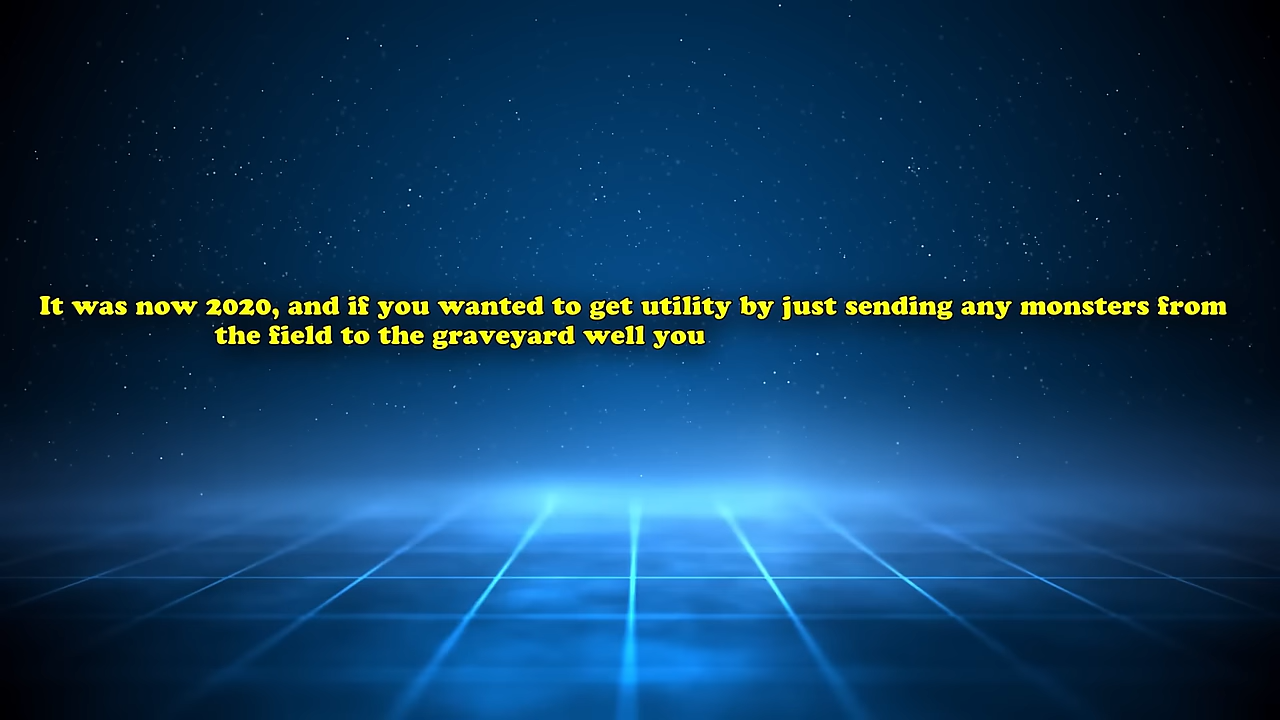 It was now 2020, and if you wanted to get utility by just sending any monsters from
the field to the graveyard well you